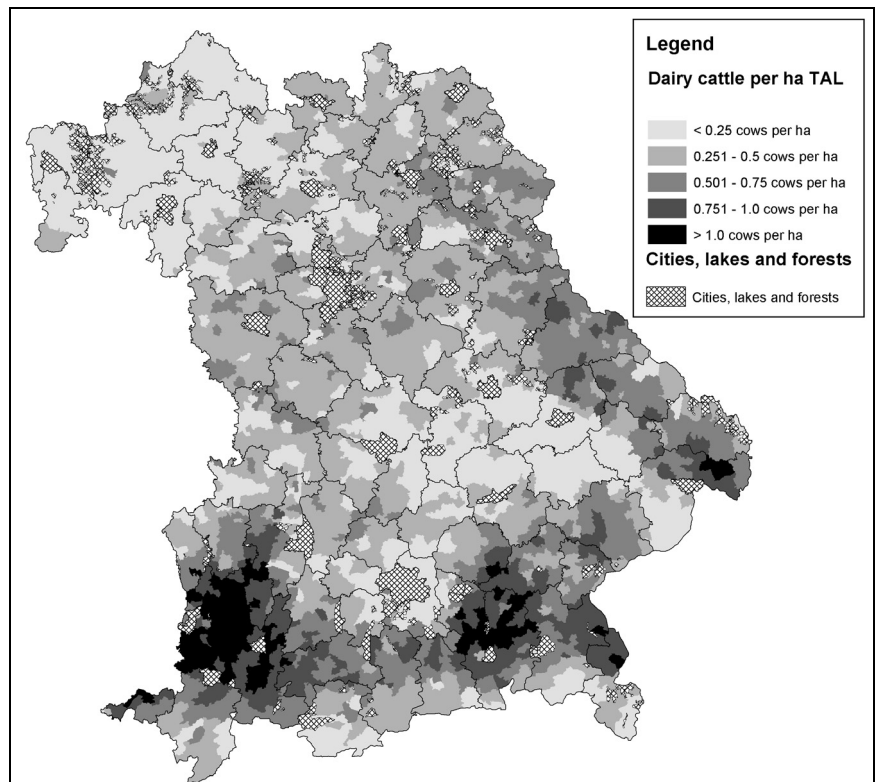 Legend
Dairy cattle per ha TAL
< 0.25 cows per ha
0.251 - 0.5 cows per ha
0.501 - 0.75 cows per ha
0.751 - 1.0 cows per ha
> 1.0 cows per ha
Cities, lakes and forests
Cities, lakes and forests